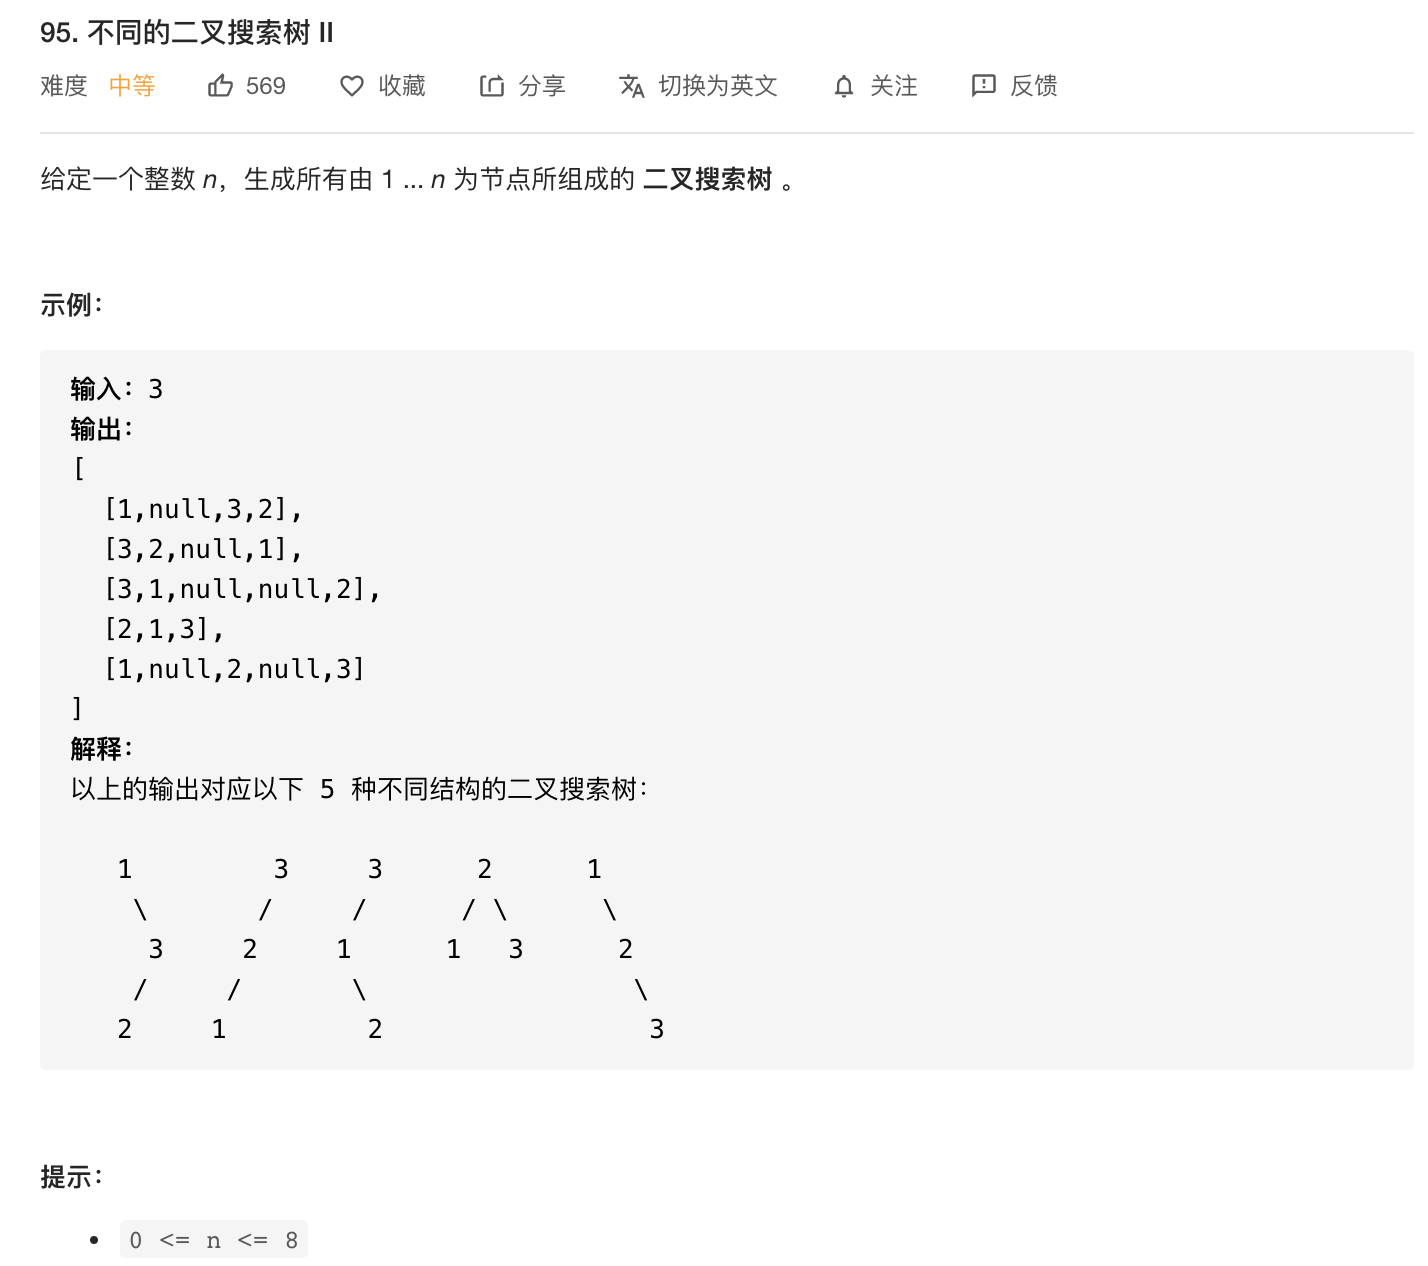 95. 不同的二叉搜索树 II
难度 中等 569 收藏 分享 切换为英文 关注 反馈
给定一个整数 n，生成所有由 1 ... n 为节点所组成的 二叉搜索树 。
示例：
输入：3
输出：
[
  [1,null,3,2],
  [3,2,null,1],
  [3,1,null,null,2],
  [2,1,3],
  [1,null,2,null,3]
]
解释：
以上的输出对应以下 5 种不同结构的二叉搜索树：
   1         3     3      2      1
    \       /     /      / \      \
     3     2     1      1   3      2
    /     /       \                 \
   2     1         2                 3
提示：
• 0 <= n <= 8